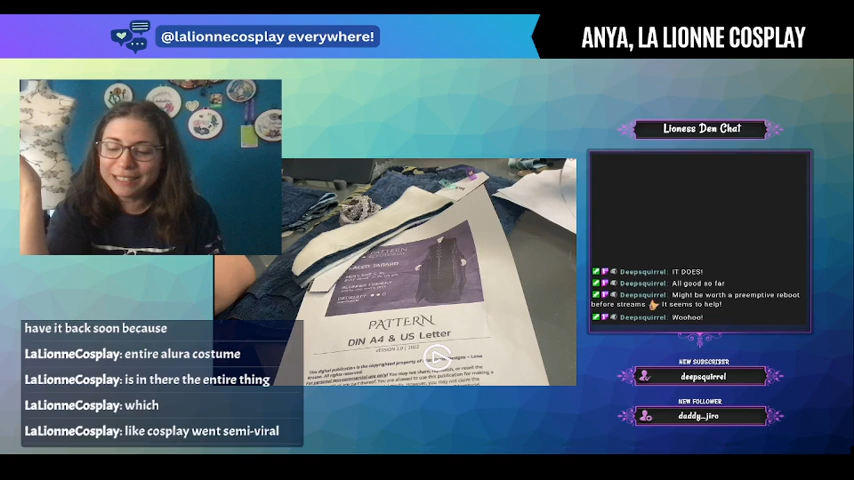 @lalionnecosplay everywhere!
ANYA, LA LIONNE COSPLAY
Lioness Den Chat
Deepsquirrel: IT DOES!
Deepsquirrel: All good so far
Deepsquirrel: Might be worth a preemptive reboot
before streams 👍 It seems to help!
Deepsquirrel: Woohoo!
NEW SUBSCRIBER
deepsquirrel
NEW FOLLOWER
daddy_jiro
PATTERN
PATTERN
DIN A4 & US Letter
have it back soon because
LaLionneCosplay: entire alura costume
LaLionneCosplay: is in there the entire thing
LaLionneCosplay: which
LaLionneCosplay: like cosplay went semi-viral